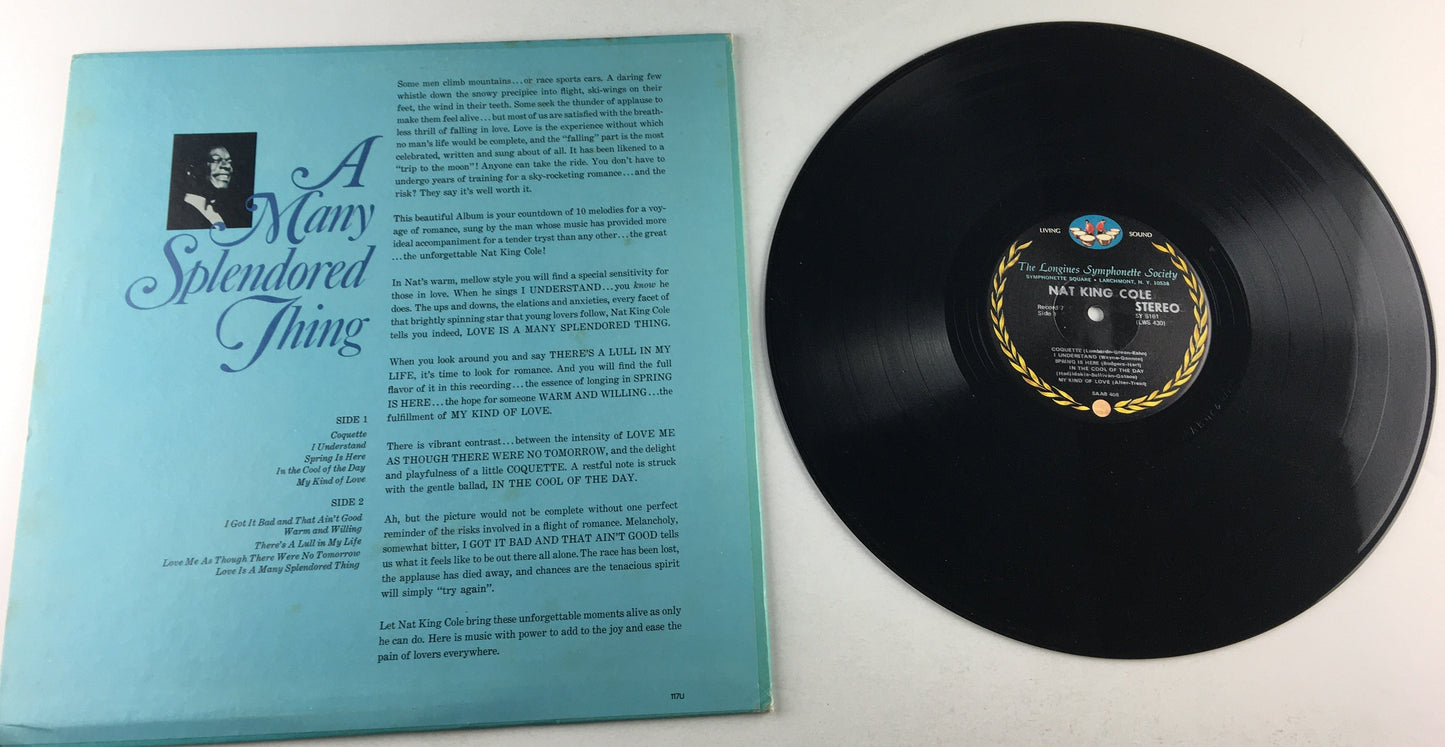 A
Many
Splendored
Thing
SIDE 1
Coquette
I Understand
Spring Is Here
In the Cool of the Day
My Kind of Love
SIDE 2
I Got It Bad and That Ain't Good
Warm and Willing
There's A Lull in My Life
Love Me As Though There Were No Tomorrow
Love Is A Many Splendored Thing
Some men climb mountains...or race sports cars. A daring few
whistle down the snowy precipice into flight, ski-wings on their
feet, the wind in their teeth. Some seek the thunder of applause to
make them feel alive...but most of us are satisfied with the breath-
less thrill of falling in love. Love is the experience without which
no man's life would be complete, and the "falling" part is the most
celebrated, written and sung about of all. It has been likened to a
"trip to the moon"! Anyone can take the ride. You don't have to
undergo years of training for a sky-rocketing romance...and the
risk? They say it's well worth it.
This beautiful Album is your countdown of 10 melodies for a voy-
age of romance, sung by the man whose music has provided more
ideal accompaniment for a tender tryst than any other...the great
...the unforgettable Nat King Cole!
In Nat's warm, mellow style you will find a special sensitivity for
those in love. When he sings I UNDERSTAND...you know he
does. The ups and downs, the elations and anxieties, every facet of
that brightly spinning star that young lovers follow, Nat King Cole
tells you indeed, LOVE IS A MANY SPLENDORED THING.
When you look around you and say THERE'S A LULL IN MY
LIFE, it's time to look for romance. And you will find the full
flavor of it in this recording...the essence of longing in SPRING
IS HERE...the hope for someone WARM AND WILLING...the
fulfillment of MY KIND OF LOVE.
There is vibrant contrast...between the intensity of LOVE ME
AS THOUGH THERE WERE NO TOMORROW, and the delight
and playfulness of a little COQUETTE. A restful note is struck
with the gentle ballad, IN THE COOL OF THE DAY.
Ah, but the picture would not be complete without one perfect
reminder of the risks involved in a flight of romance. Melancholy,
somewhat bitter, I GOT IT BAD AND THAT AIN'T GOOD tells
us what it feels like to be out there all alone. The race has been lost,
the applause has died away, and chances are the tenacious spirit
will simply "try again".
Let Nat King Cole bring these unforgettable moments alive as only
he can do. Here is music with power to add to the joy and ease the
pain of lovers everywhere.
117U
LIVING SOUND
The Longines Symphonette Society
SYMPHONETTE SQUARE • LARCHMONT, N. Y. 10538
NAT KING COLE
Record 7
Side
STEREO
SY 5161
(LWS 430)
COQUETTE (Lombardo-Green-Kahn)
I UNDERSTAND (Wayne-Gannon)
SPRING IS HERE (Rodgers-Hart)
IN THE COOL OF THE DAY
(Hadjidakis-Sullivan-Gatsos)
MY KIND OF LOVE (Alter-Trent)
SAAB 408